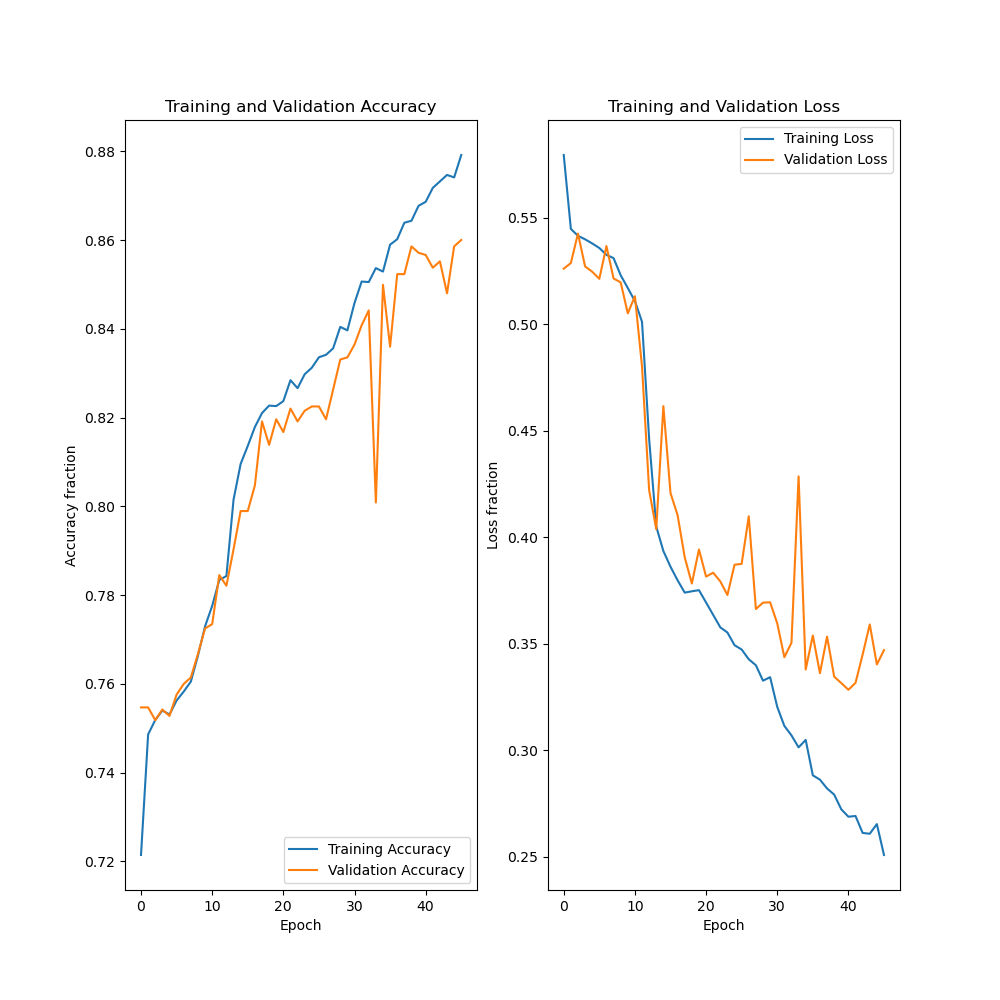 Training and Validation Accuracy
0.88
0.86
0.84
0.82
0.80
0.78
0.76
0.74
0.72
Accuracy fraction
Training Accuracy
Validation Accuracy
0 10 20 30 40
Epoch
Training and Validation Loss
Training Loss
Validation Loss
0.55
0.50
0.45
0.40
0.35
0.30
0.25
Loss fraction
0 10 20 30 40
Epoch